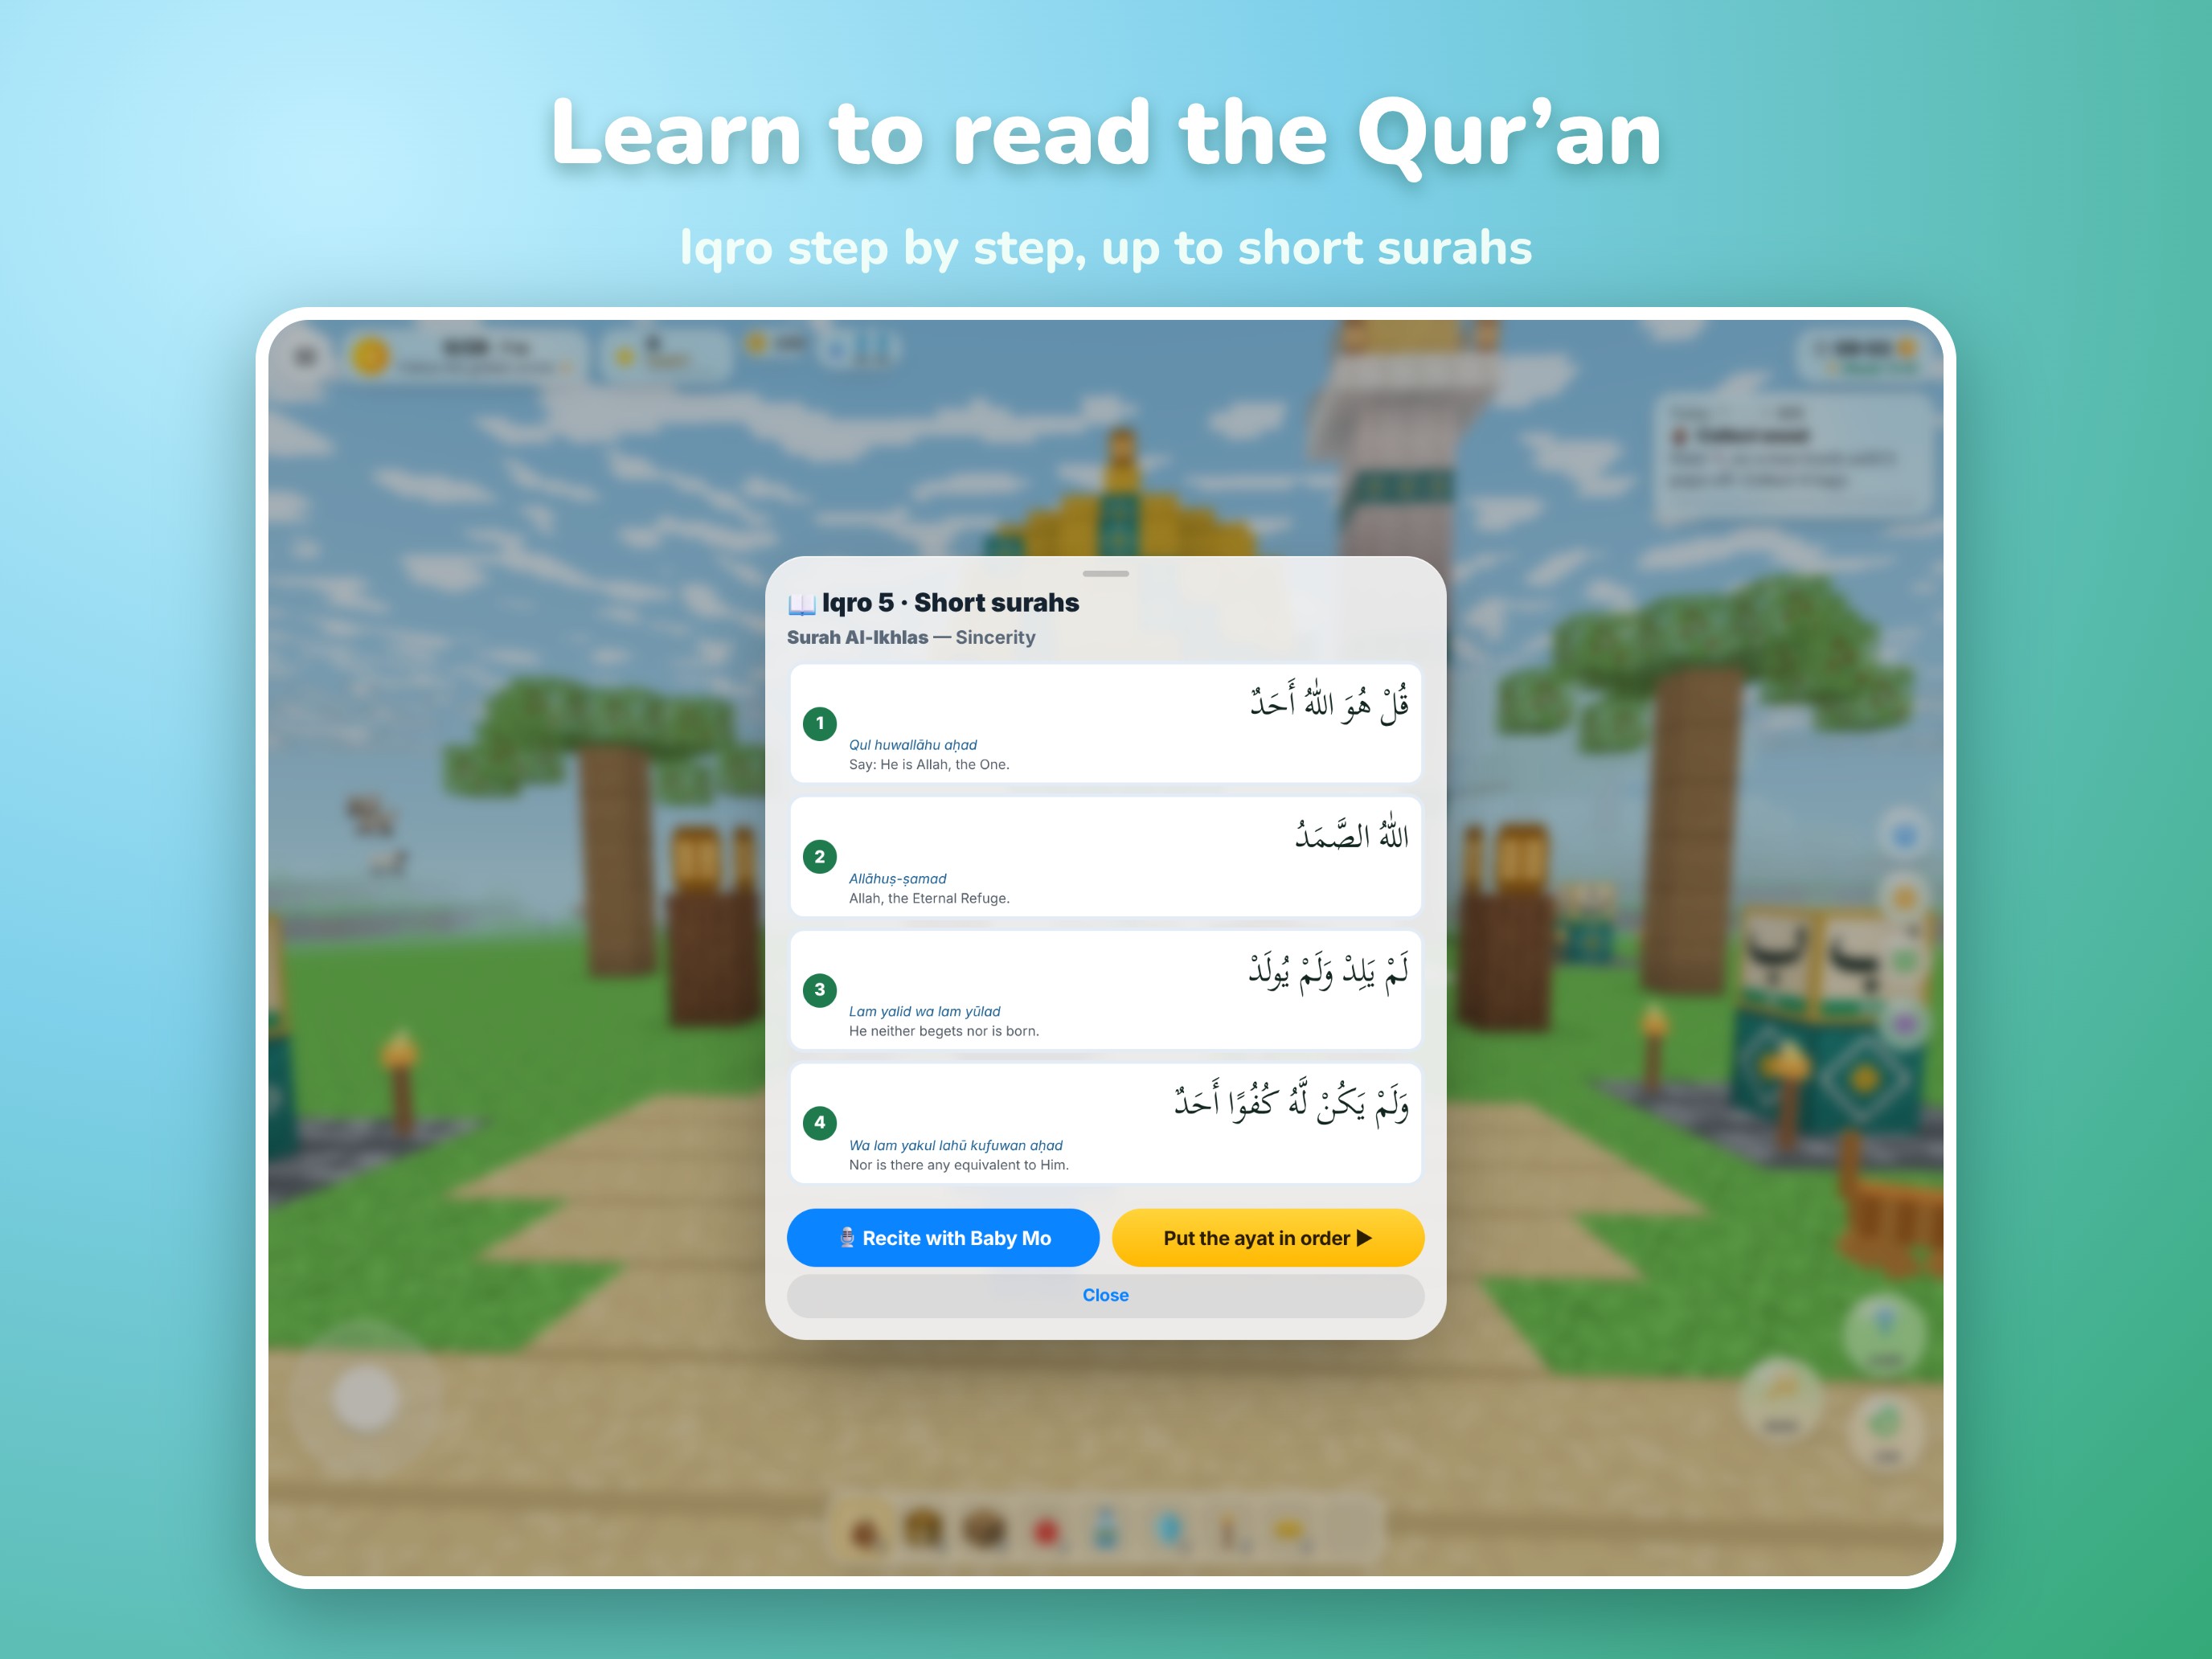 Learn to read the Qur’an
Iqro step by step, up to short surahs
📖 Iqro 5 · Short surahs
Surah Al-Ikhlas — Sincerity
1
قُلْ هُوَ اللّٰهُ أَحَدٌ
Qul huwallāhu aḥad
Say: He is Allah, the One.
2
اللّٰهُ الصَّمَدُ
Allāhuṣ-ṣamad
Allah, the Eternal Refuge.
3
لَمْ يَلِدْ وَلَمْ يُولَدْ
Lam yalid wa lam yūlad
He neither begets nor is born.
4
وَلَمْ يَكُنْ لَّهُ كُفُوًا أَحَدٌ
Wa lam yakul lahū kufuwan aḥad
Nor is there any equivalent to Him.
🎙️ Recite with Baby Mo
Put the ayat in order ▶
Close